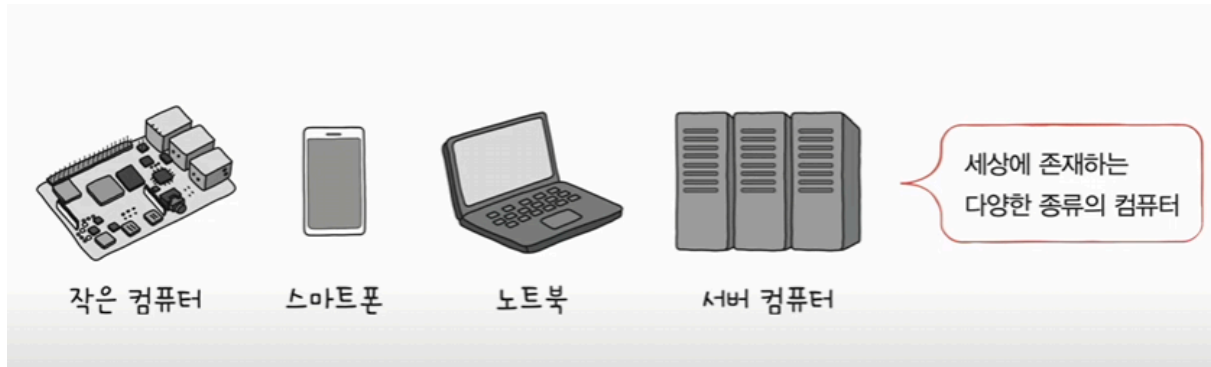 세상에 존재하는
다양한 종류의 컴퓨터
작은 컴퓨터
스마트폰
노트북
서버 컴퓨터